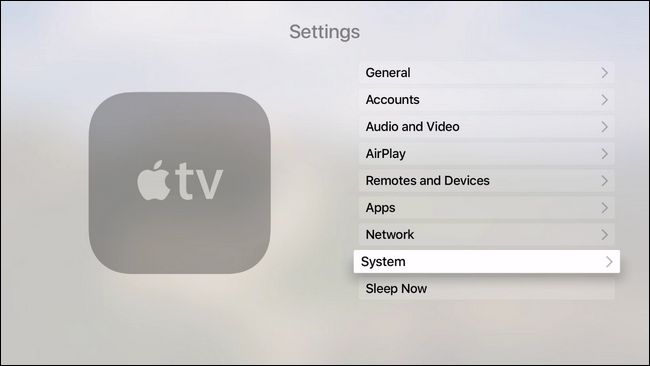 Settings
tv
General
Accounts
Audio and Video
AirPlay
Remotes and Devices
Apps
Network
System
Sleep Now